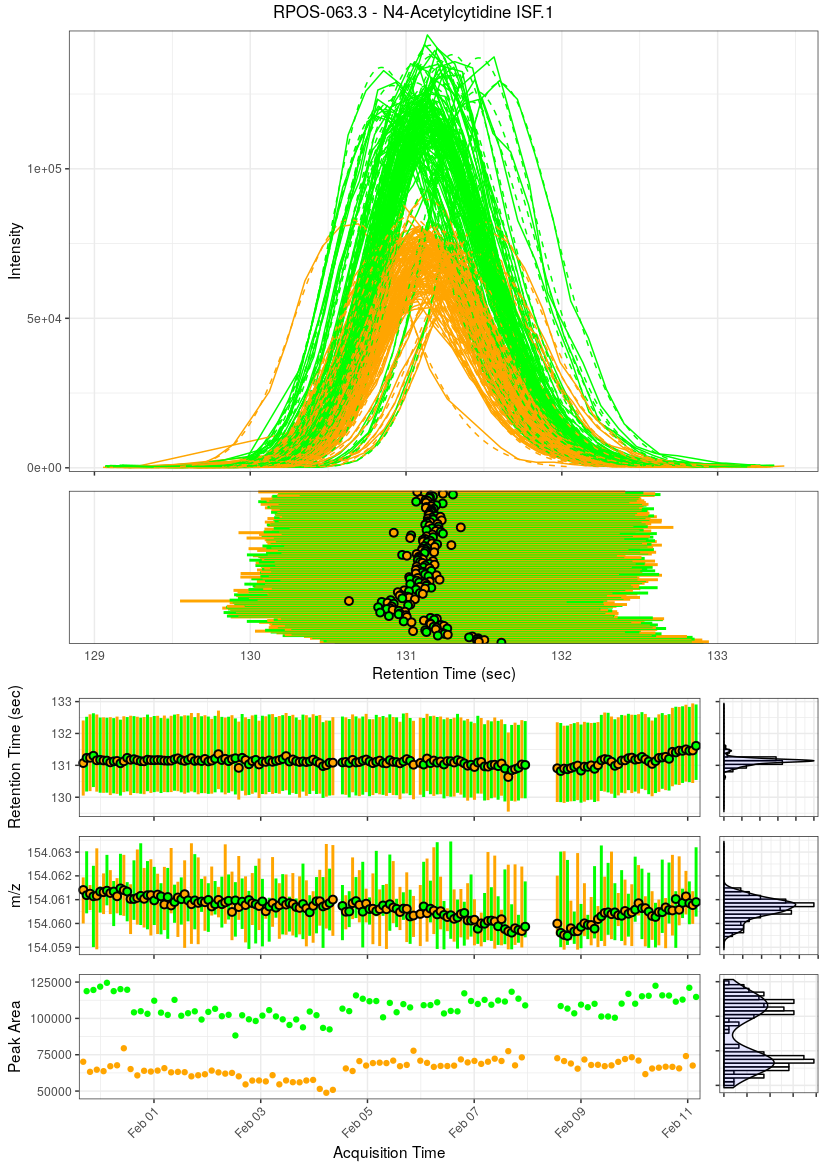 RPOS-063.3 - N4-Acetylcytidine ISF.1
Intensity
1e+05
5e+04
0e+00
129 130 131 132 133
Retention Time (sec)
Retention Time (sec)
133
132
131
130
m/z
154.063
154.062
154.061
154.060
154.059
Peak Area
125000
100000
75000
50000
Feb 01 Feb 03 Feb 05 Feb 07 Feb 09 Feb 11
Acquisition Time